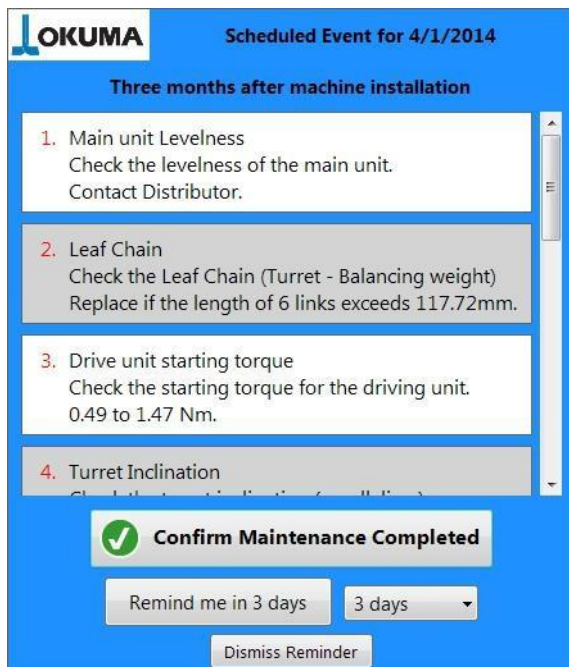 OKUMA
Scheduled Event for 4/1/2014
Three months after machine installation
1. Main unit Levelness
Check the levelness of the main unit.
Contact Distributor.
2. Leaf Chain
Check the Leaf Chain (Turret - Balancing weight)
Replace if the length of 6 links exceeds 117.72mm.
3. Drive unit starting torque
Check the starting torque for the driving unit.
0.49 to 1.47 Nm.
4. Turret Inclination
Confirm Maintenance Completed
Remind me in 3 days
3 days
Dismiss Reminder